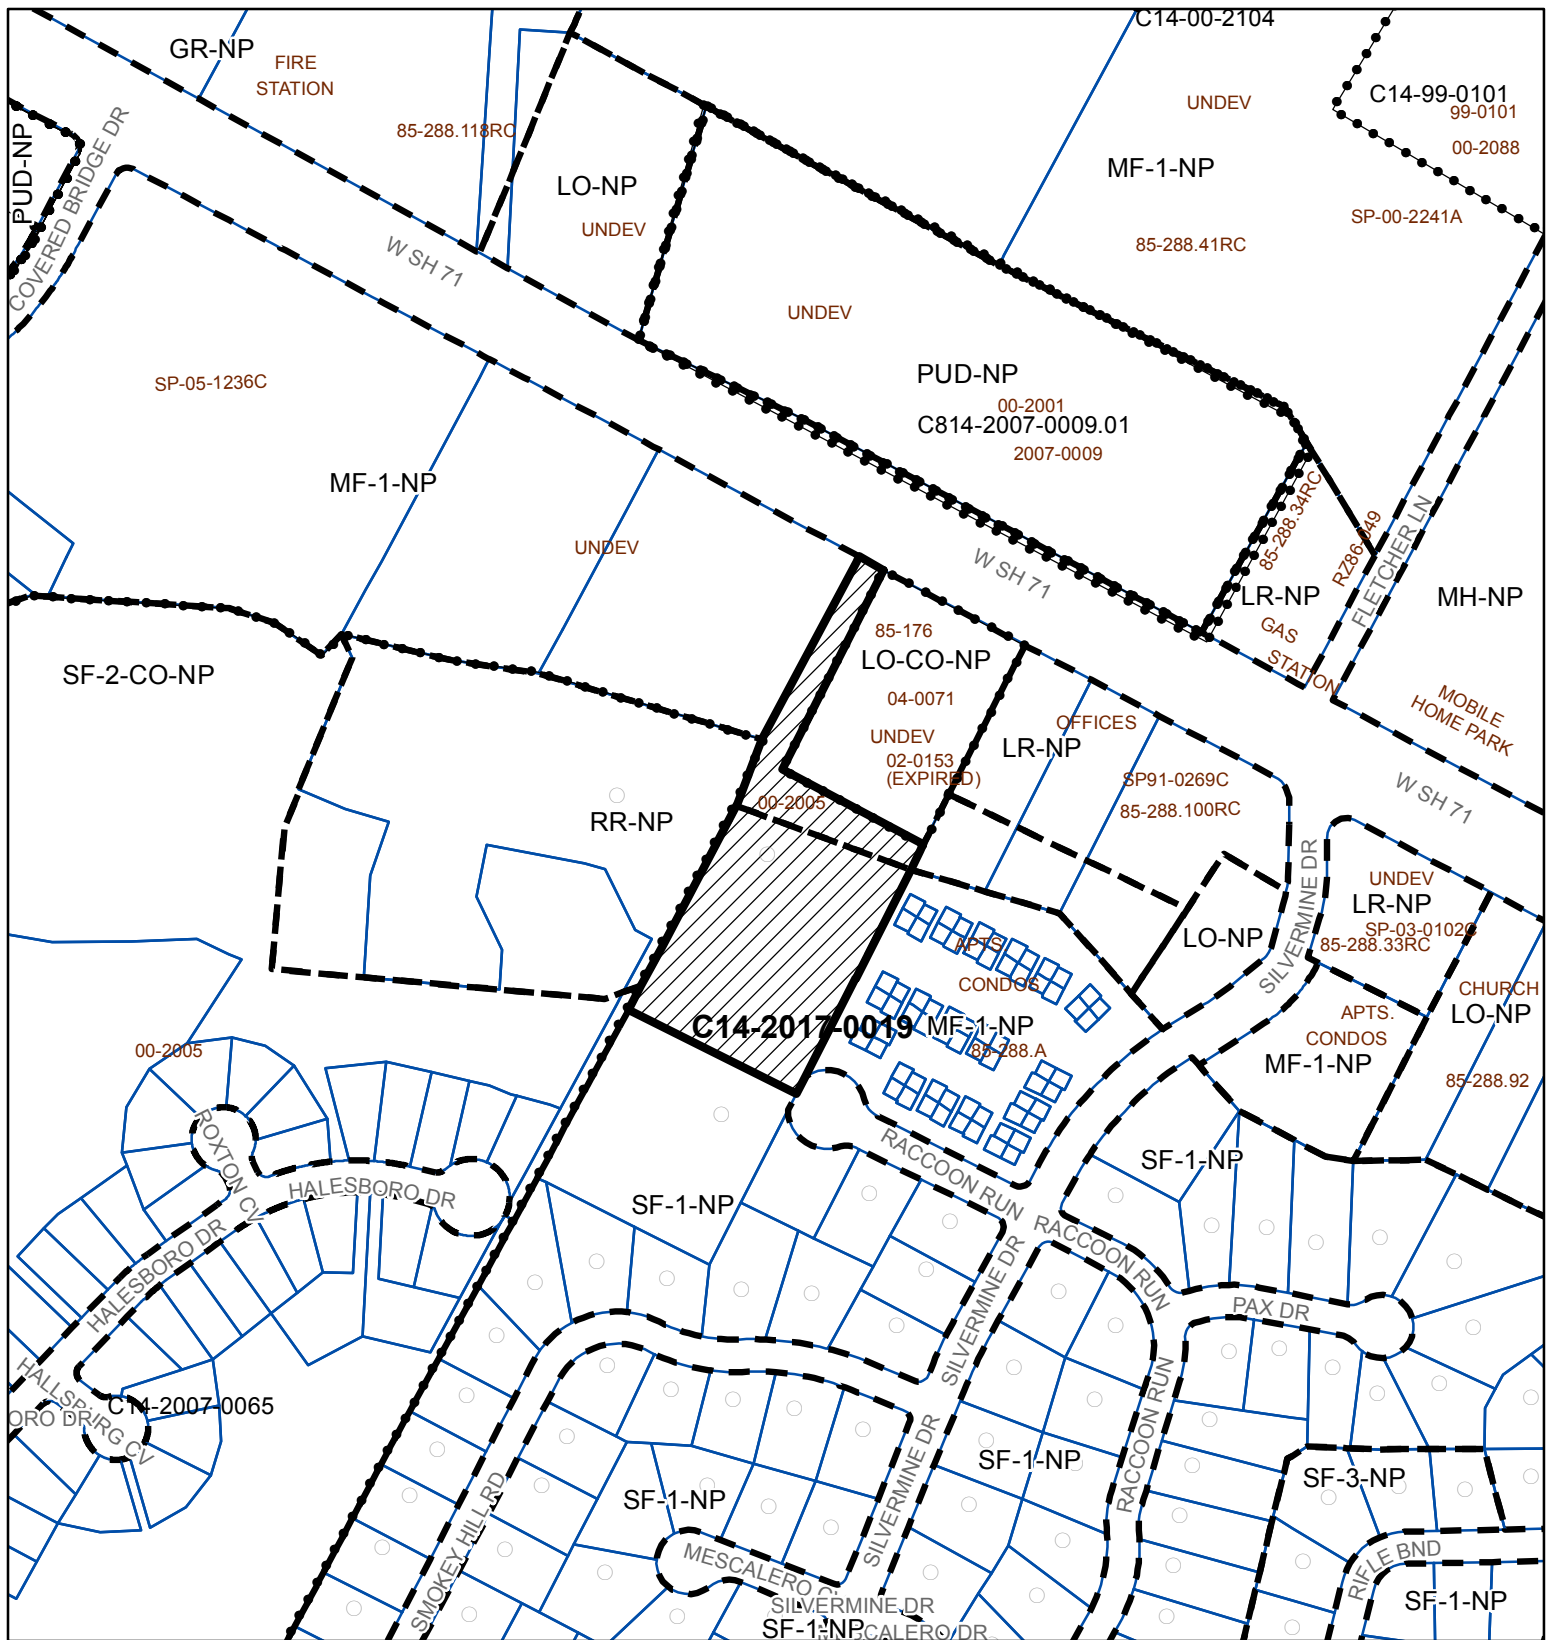 C14-00-2104
GR-NP
FIRE
STATION
C14-99-0101
99-0101
UNDEV
85-288.118RC
00-2088
PUD-NP
COVERED BRIDGE DR
MF-1-NP
LO-NP
SP-00-2241A
UNDEV
85-288.41RC
W SH 71
UNDEV
PUD-NP
SP-05-1236C
00-2001
C814-2007-0009.01
2007-0009
MF-1-NP
85-288.34RC
RZ86-049
FLETCHER LN
UNDEV
W SH 71
LR-NP
MH-NP
GAS
STATION
85-176
LO-CO-NP
SF-2-CO-NP
04-0071
MOBILE
HOME PARK
OFFICES
UNDEV
LR-NP
02-0153
(EXPIRED)
SP91-0269C
W SH 71
00-2005
85-288.100RC
RR-NP
SILVERMINE DR
UNDEV
LR-NP
SP-03-0102C
85-288.33RC
LO-NP
APTS
CONDOS
CHURCH
LO-NP
APTS.
CONDOS
C14-2017-0019
MF-1-NP
85-288.A
00-2005
MF-1-NP
85-288.92
ROXTON CV
RACCOON RUN
SF-1-NP
HALESBORO DR
SF-1-NP
RACCOON RUN
HALESBORO DR
SILVERMINE DR
PAX DR
HALLSBURG CV
C14-2007-0065
ORO DR
RACCOON RUN
SILVERMINE DR
SF-1-NP
SF-3-NP
SF-1-NP
SMOKEY HILL RD
MESCALERO
RIFLE BND
SF-1-NP
SILVERMINE DR
SF-1-NP
SCALERO DR